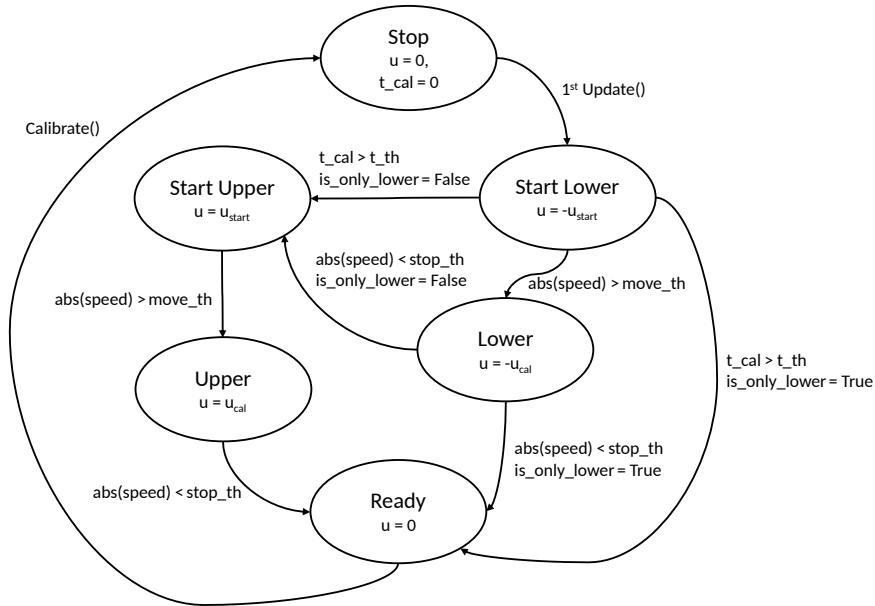 Stop
u = 0,
t_cal = 0
1st Update()
Calibrate()
t_cal > t_th
is_only_lower = False
Start Upper
u = ustart
Start Lower
u = -ustart
abs(speed) < stop_th
is_only_lower = False
abs(speed) > move_th
abs(speed) > move_th
Lower
u = -ucal
t_cal > t_th
is_only_lower = True
Upper
u = ucal
abs(speed) < stop_th
is_only_lower = True
abs(speed) < stop_th
Ready
u = 0